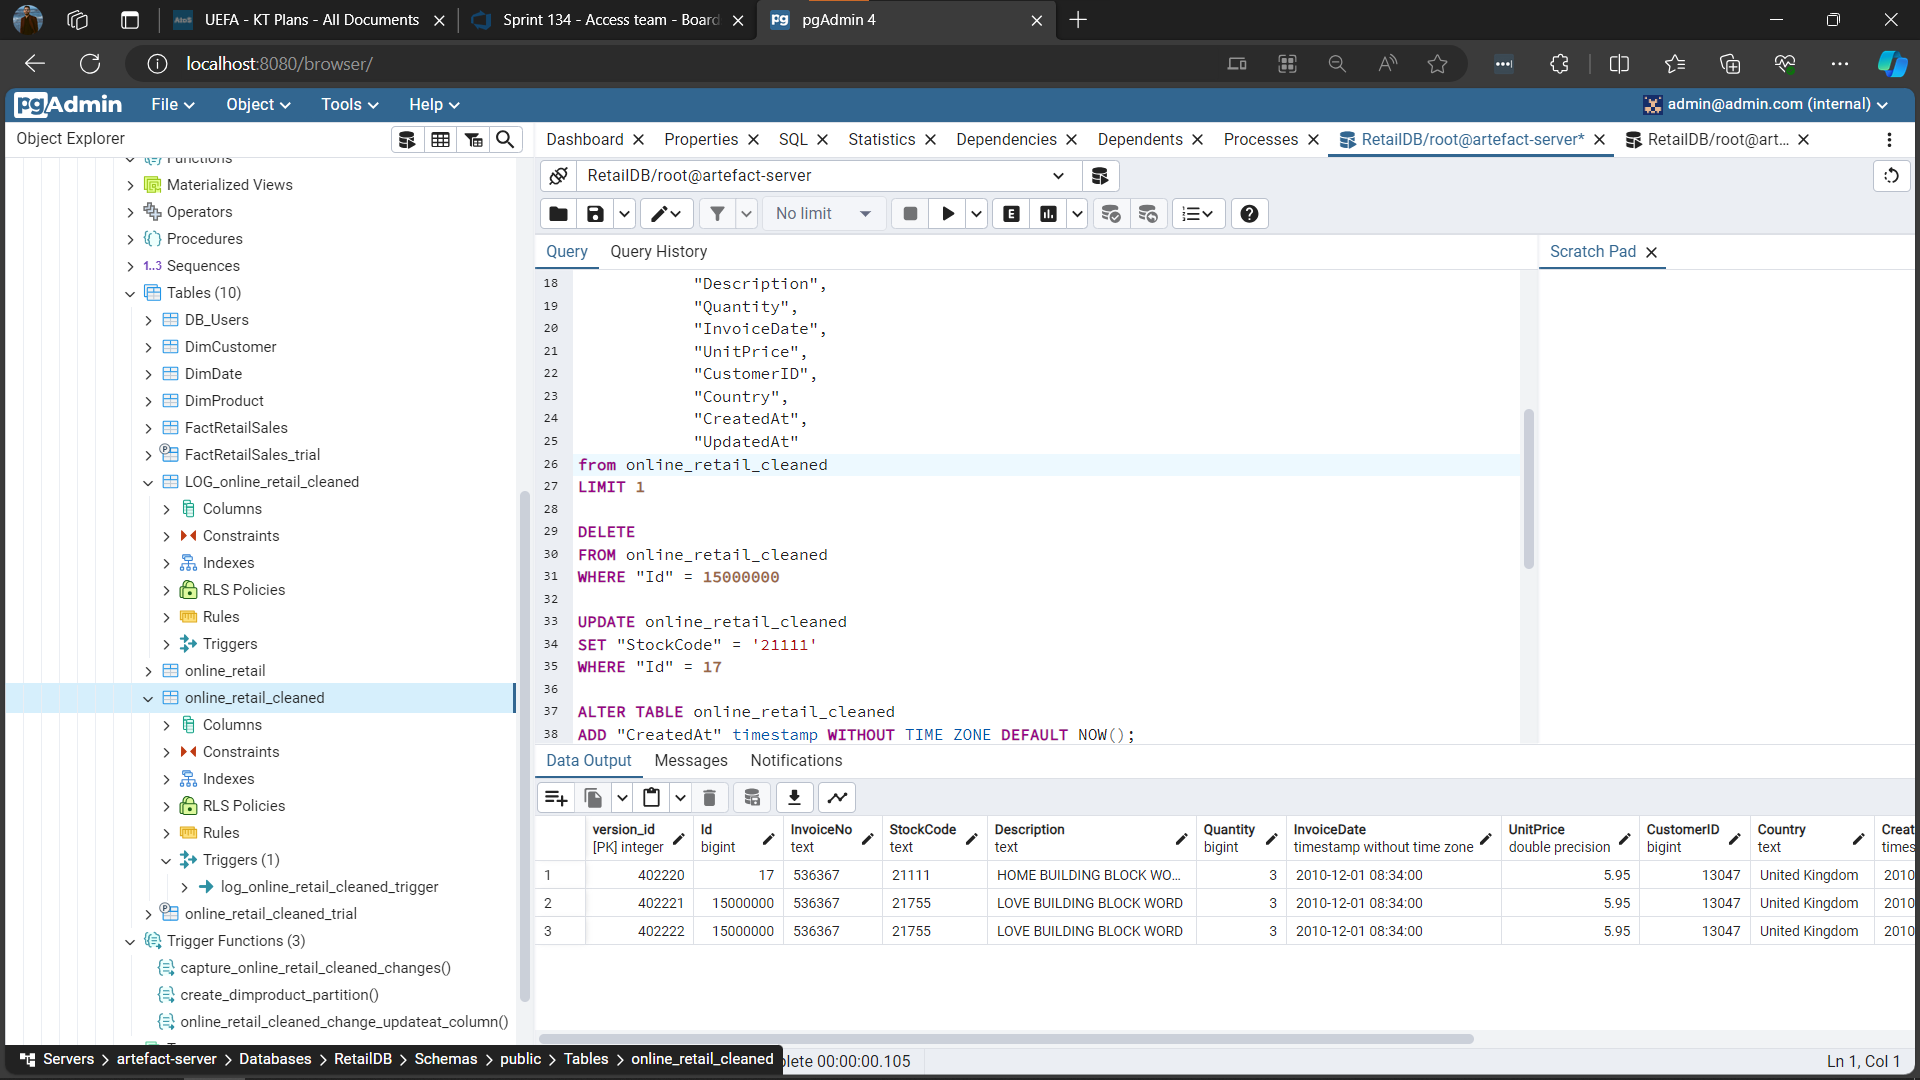 UEFA - KT Plans - All Documents
Sprint 134 - Access team - Board
pgAdmin 4
localhost:8080/browser/
pgAdmin
File
Object
Tools
Help
admin@admin.com (internal)
Object Explorer
Dashboard
Properties
SQL
Statistics
Dependencies
Dependents
Processes
RetailDB/root@artefact-server*
RetailDB/root@art...
Functions
Materialized Views
Operators
Procedures
1..3 Sequences
Tables (10)
DB_Users
DimCustomer
DimDate
DimProduct
FactRetailSales
FactRetailSales_trial
LOG_online_retail_cleaned
Columns
Constraints
Indexes
RLS Policies
Rules
Triggers
online_retail
online_retail_cleaned
Columns
Constraints
Indexes
RLS Policies
Rules
Triggers (1)
log_online_retail_cleaned_trigger
online_retail_cleaned_trial
Trigger Functions (3)
capture_online_retail_cleaned_changes()
create_dimproduct_partition()
online_retail_cleaned_change_updateat_column()
RetailDB/root@artefact-server
No limit
E
Query
Query History
Scratch Pad
18 "Description",
19 "Quantity",
20 "InvoiceDate",
21 "UnitPrice",
22 "CustomerID",
23 "Country",
24 "CreatedAt",
25 "UpdatedAt"
26 from online_retail_cleaned
27 LIMIT 1
28
29 DELETE
30 FROM online_retail_cleaned
31 WHERE "Id" = 15000000
32
33 UPDATE online_retail_cleaned
34 SET "StockCode" = '21111'
35 WHERE "Id" = 17
36
37 ALTER TABLE online_retail_cleaned
38 ADD "CreatedAt" timestamp WITHOUT TIME ZONE DEFAULT NOW();
Data Output
Messages
Notifications
version_id Id InvoiceNo StockCode Description Quantity InvoiceDate UnitPrice CustomerID Country Creat
[PK] integer bigint text text text bigint timestamp without time zone double precision bigint text times
1 402220 17 536367 21111 HOME BUILDING BLOCK WO... 3 2010-12-01 08:34:00 5.95 13047 United Kingdom 2010
2 402221 15000000 536367 21755 LOVE BUILDING BLOCK WORD 3 2010-12-01 08:34:00 5.95 13047 United Kingdom 2010
3 402222 15000000 536367 21755 LOVE BUILDING BLOCK WORD 3 2010-12-01 08:34:00 5.95 13047 United Kingdom 2010
Servers > artefact-server > Databases > RetailDB > Schemas > public > Tables > online_retail_cleaned
plete 00:00:00.105
Ln 1, Col 1